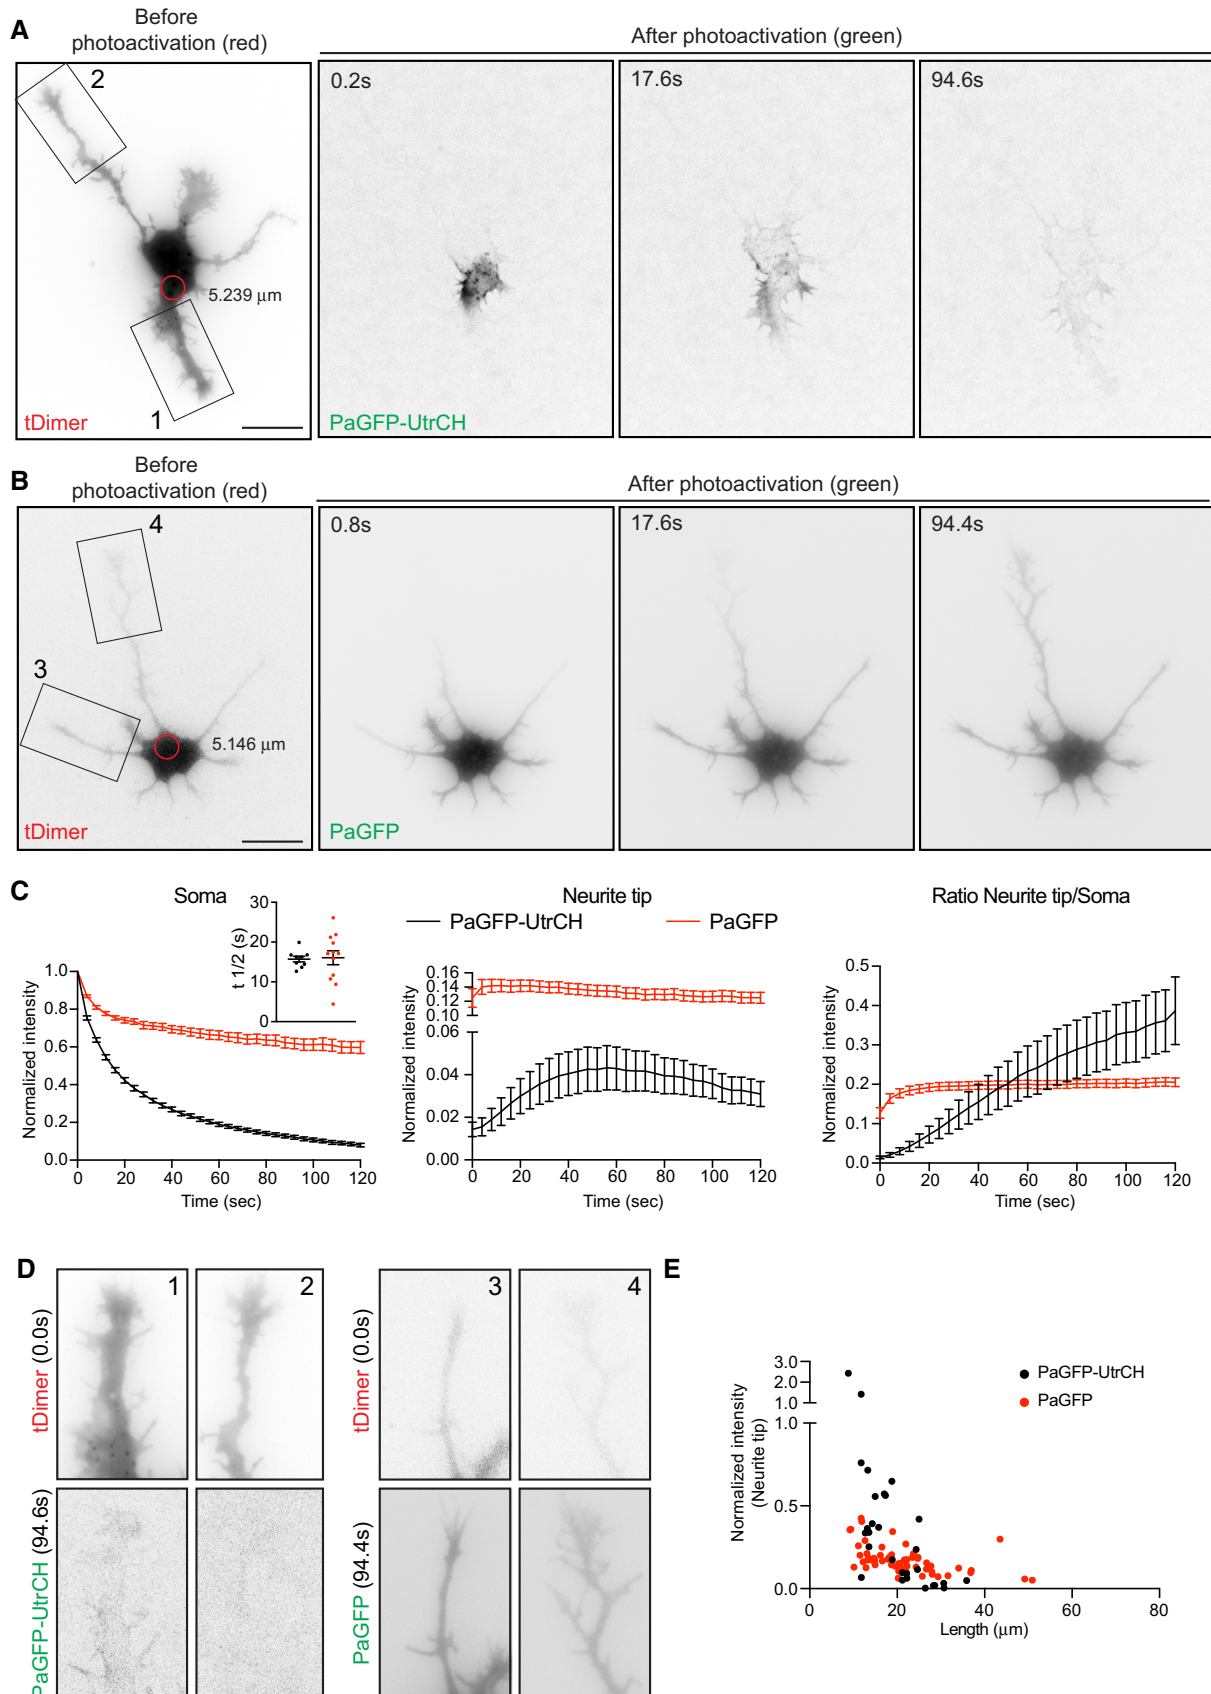 A
Before
photoactivation (red)
After photoactivation (green)
2
1
5.239 μm
tDimer
0.2s
PaGFP-UtrCH
17.6s
94.6s
B
Before
photoactivation (red)
After photoactivation (green)
4
3
5.146 μm
tDimer
0.8s
PaGFP
17.6s
94.4s
C
Soma
Neurite tip
Ratio Neurite tip/Soma
PaGFP-UtrCH
PaGFP
t 1/2 (s)
30
20
10
0
Normalized intensity
1.0
0.8
0.6
0.4
0.2
0.0
0 20 40 60 80 100 120
Time (sec)
Normalized intensity
0.16
0.14
0.12
0.10
0.06
0.04
0.02
0.00
0 20 40 60 80 100 120
Time (sec)
Normalized intensity
0.5
0.4
0.3
0.2
0.1
0.0
0 20 40 60 80 100 120
Time (sec)
D
tDimer (0.0s)
1
2
PaGFP-UtrCH (94.6s)
tDimer (0.0s)
3
4
PaGFP (94.4s)
E
Normalized intensity
(Neurite tip)
3.0
2.0
1.0
1.0
0.5
0.0
0 20 40 60 80
Length (μm)
PaGFP-UtrCH
PaGFP